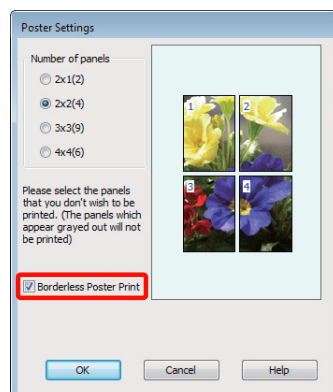 Poster Settings
Number of panels
2x1(2)
2x2(4)
3x3(9)
4x4(6)
Please select the panels
that you don't wish to be
printed. (The panels which
appear grayed out will not
be printed)
Borderless Poster Print
1 2
3 4
OK Cancel Help